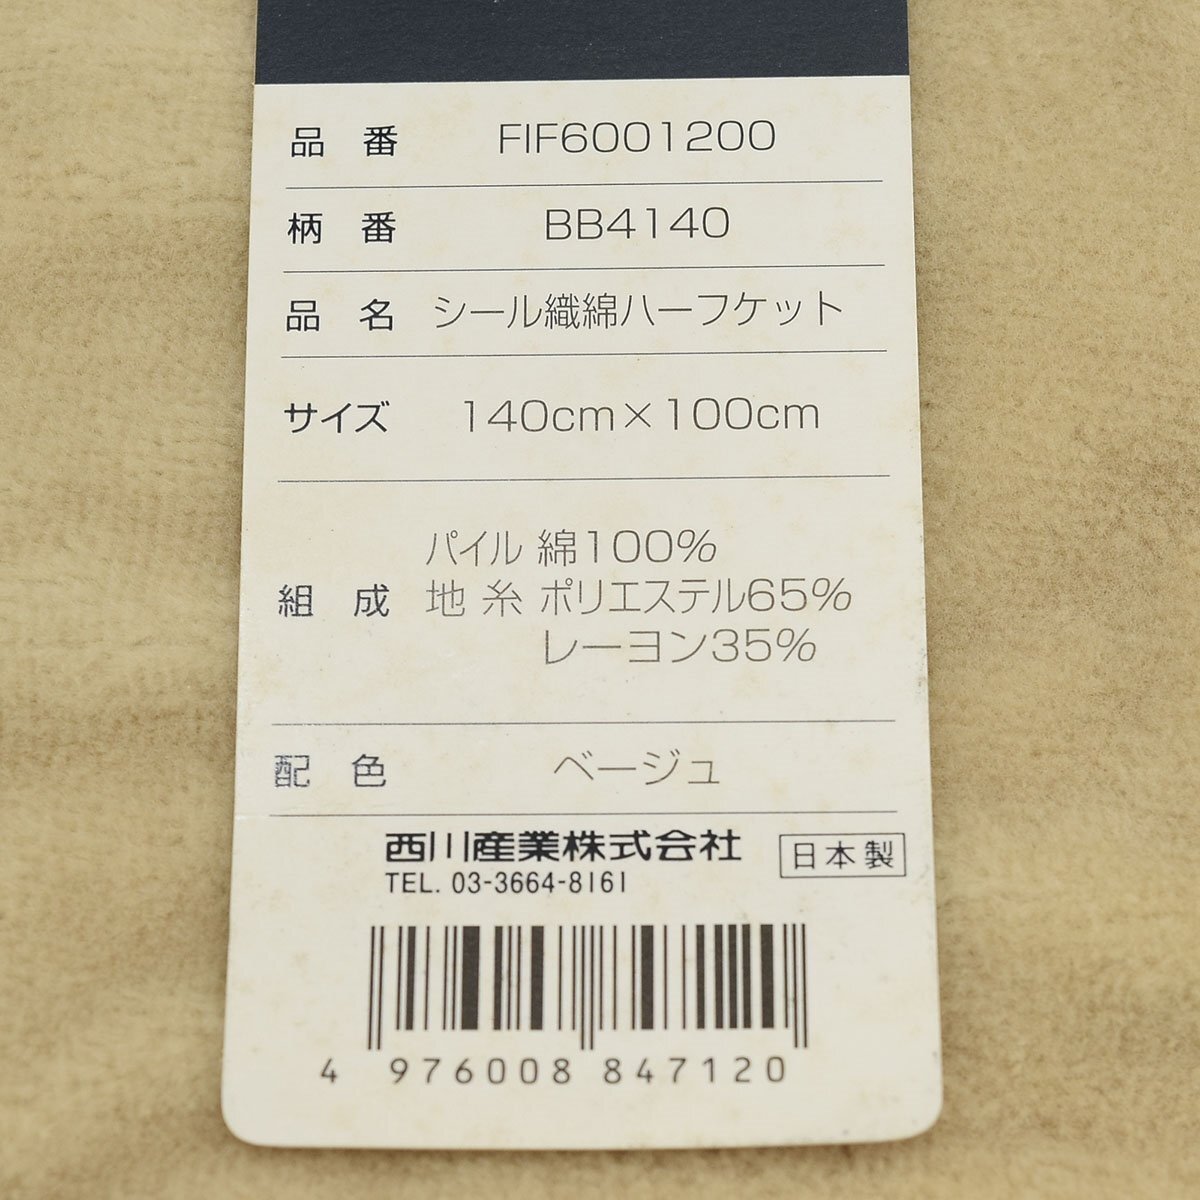 品番 FIF6001200
柄番 BB4140
品名 シール織綿ハーフケット
サイズ 140cm×100cm
パイル 綿100%
組成 地糸 ポリエステル65%
レーヨン35%
配色 ベージュ
西川産業株式会社 日本製
TEL. 03-3664-8161
4 976008 847120